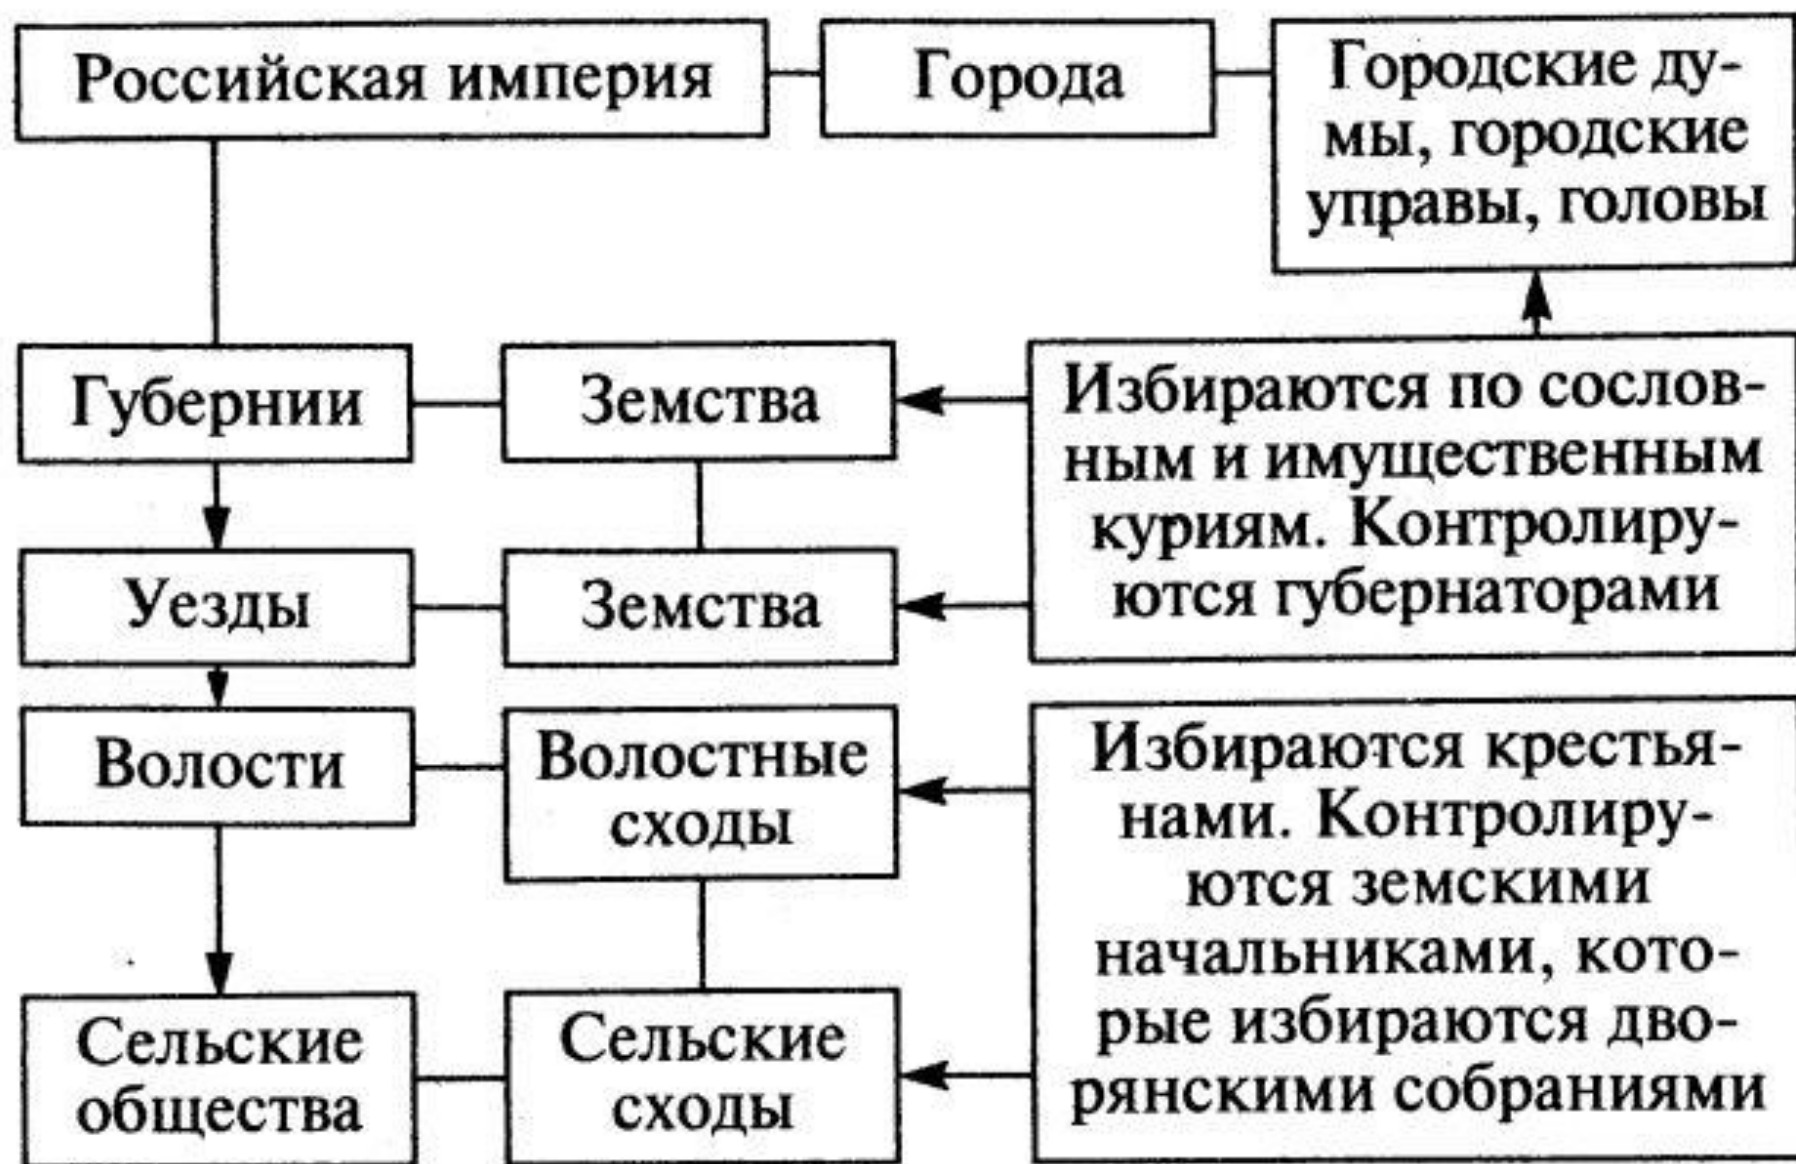 Российская империя
Города
Городские ду-
мы, городские
управы, головы
Губернии
Земства
Избираются по сослов-
ным и имущественным
куриям. Контролиру-
ются губернаторами
Уезды
Земства
Волости
Волостные
сходы
Избираются крестья-
нами. Контролиру-
ются земскими
начальниками, кото-
рые избираются дво-
рянскими собраниями
Сельские
общества
Сельские
сходы